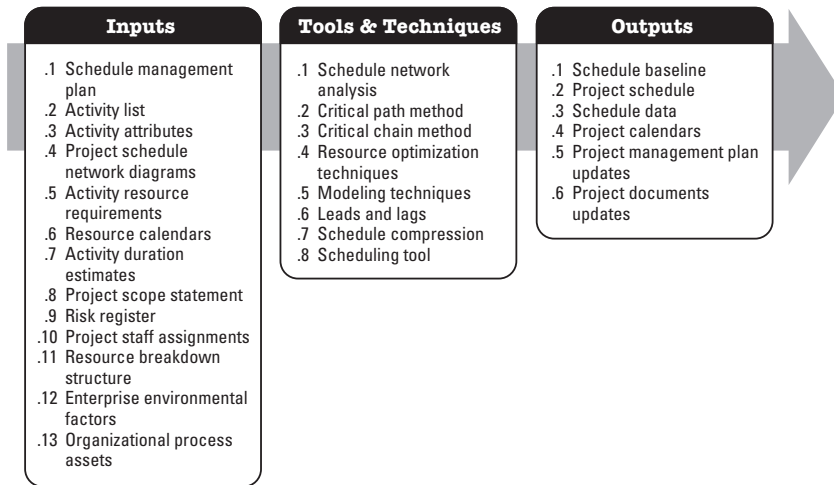 Inputs
.1 Schedule management
plan
.2 Activity list
.3 Activity attributes
.4 Project schedule
network diagrams
.5 Activity resource
requirements
.6 Resource calendars
.7 Activity duration
estimates
.8 Project scope statement
.9 Risk register
.10 Project staff assignments
.11 Resource breakdown
structure
.12 Enterprise environmental
factors
.13 Organizational process
assets
Tools & Techniques
.1 Schedule network
analysis
.2 Critical path method
.3 Critical chain method
.4 Resource optimization
techniques
.5 Modeling techniques
.6 Leads and lags
.7 Schedule compression
.8 Scheduling tool
Outputs
.1 Schedule baseline
.2 Project schedule
.3 Schedule data
.4 Project calendars
.5 Project management plan
updates
.6 Project documents
updates